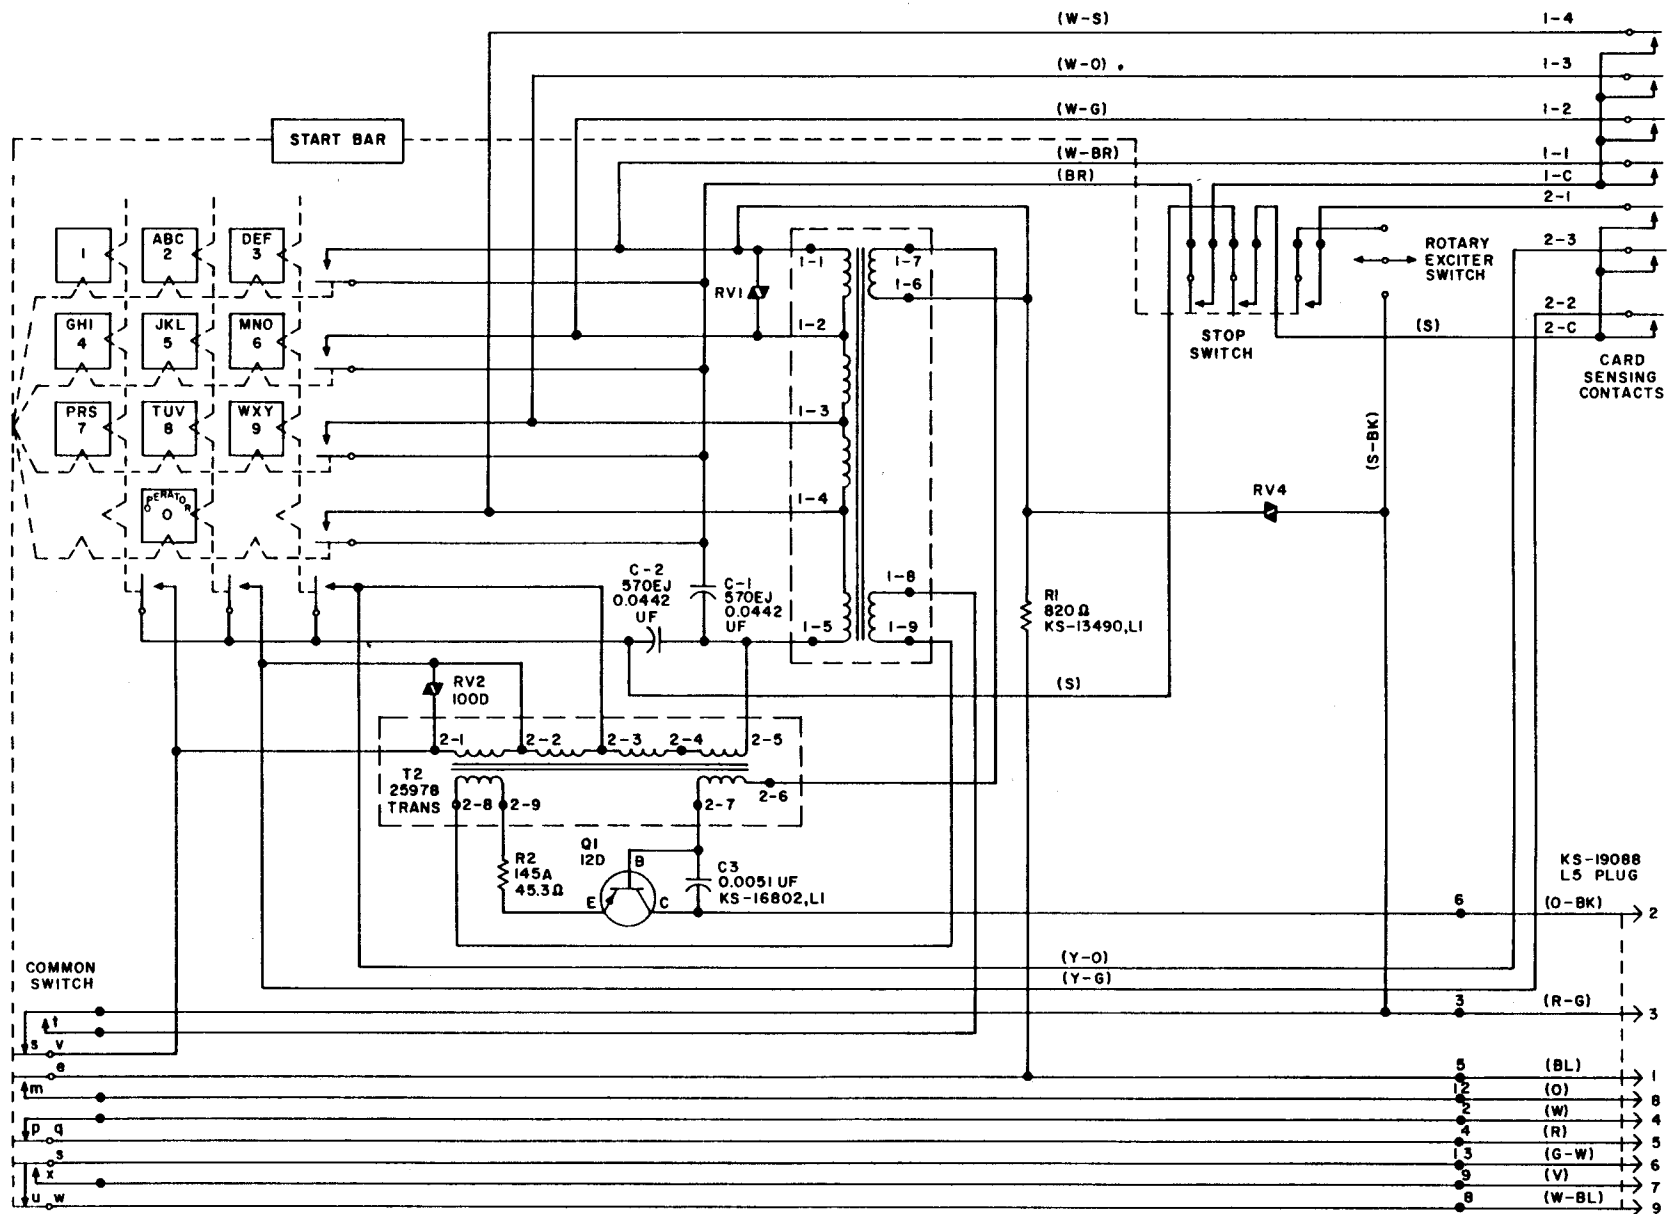 (W-S)
1-4
(W-O)
1-3
(W-G)
1-2
START BAR
(W-BR)
1-1
(BR)
1-C
2-1
1
ABC
2
DEF
3
1-1
1-7
RV1
1-6
ROTARY
EXCITER
SWITCH
2-3
GHI
4
JKL
5
MNO
6
1-2
STOP
SWITCH
(S)
2-2
2-C
CARD
SENSING
CONTACTS
PRS
7
TUV
8
WXY
9
1-3
(S-BK)
OPERATOR
0
1-4
RV4
C-2
570EJ
0.0442
UF
C-1
570EJ
0.0442
UF
1-8
1-5
1-9
R1
820Ω
KS-13490,L1
RV2
100D
(S)
2-1
2-2
2-3
2-4
2-5
T2
25978
TRANS
2-8
2-9
2-7
2-6
Q1
12D
R2
145A
45.3Ω
B
E
C
C3
0.0051 UF
KS-16802,L1
KS-19088
L5 PLUG
6
(O-BK)
2
COMMON
SWITCH
(Y-O)
(Y-G)
3
(R-G)
3
t
s
v
e
5
(BL)
1
m
12
(O)
8
2
(W)
4
p
q
4
(R)
5
s
13
(G-W)
6
x
9
(V)
7
u
w
8
(W-BL)
9